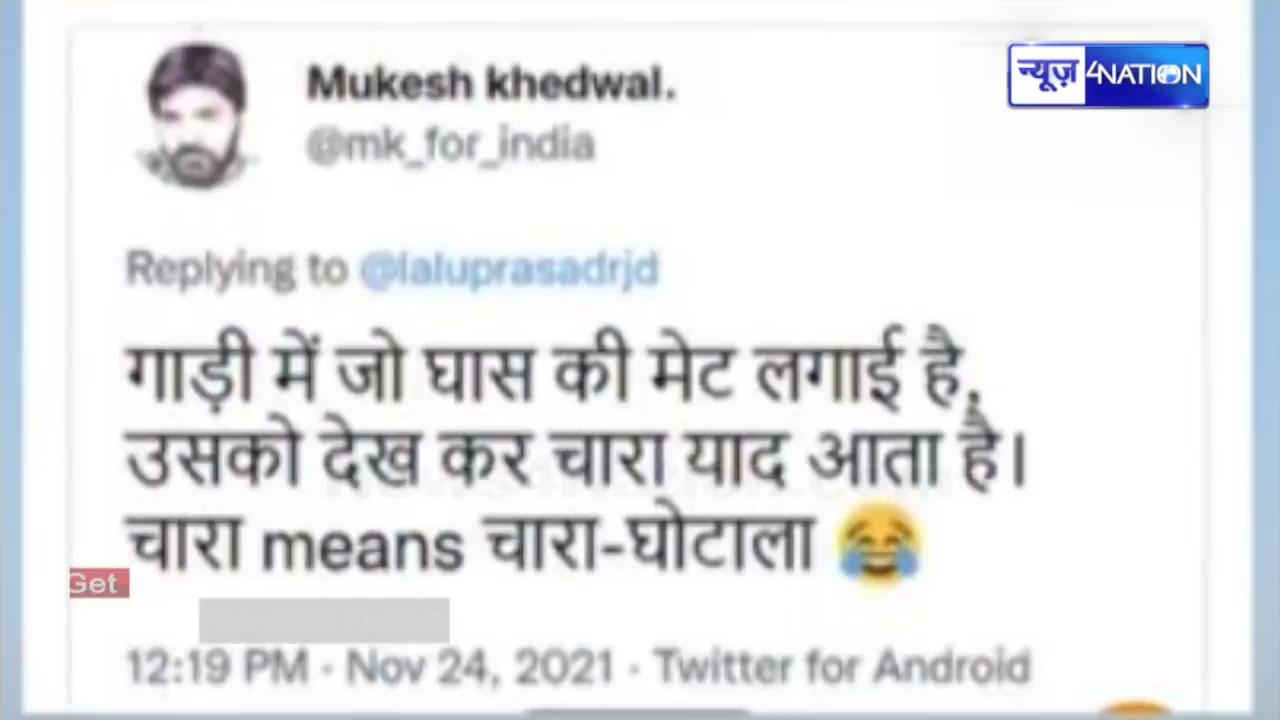 Mukesh khedwal.
न्यूज़ 4NATION
@mk_for_india
Replying to @laluprasadrjd
गाड़ी में जो घास की मेट लगाई है,
उसको देख कर चारा याद आता है।
चारा means चारा-घोटाला 😂
Get
12:19 PM · Nov 24, 2021 · Twitter for Android